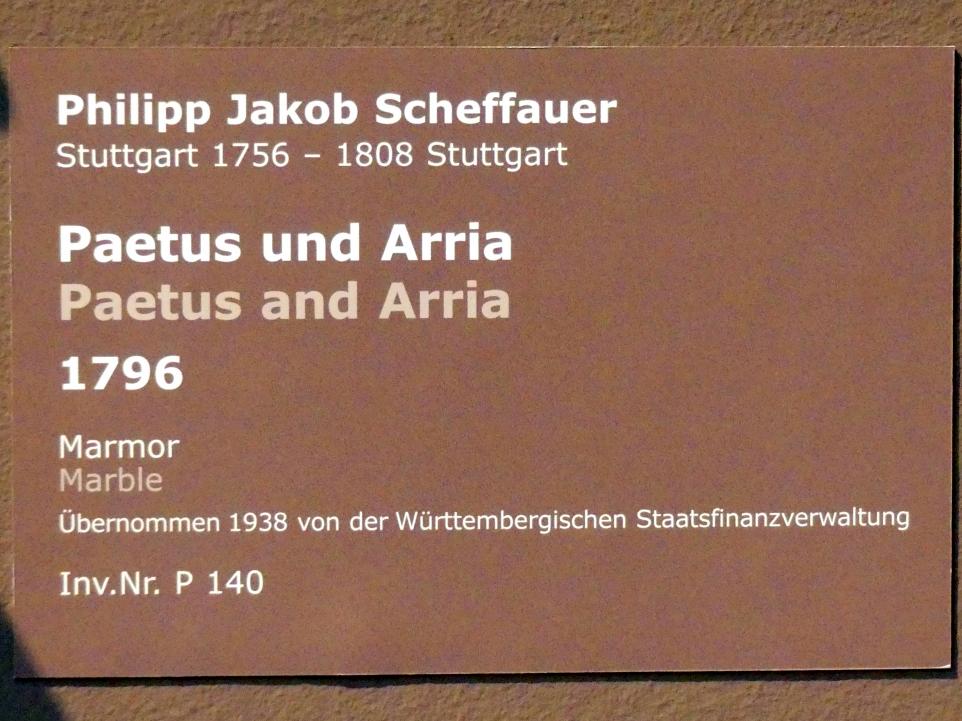 Philipp Jakob Scheffauer
Stuttgart 1756 – 1808 Stuttgart
Paetus und Arria
Paetus and Arria
1796
Marmor
Marble
Übernommen 1938 von der Württembergischen Staatsfinanzverwaltung
Inv.Nr. P 140